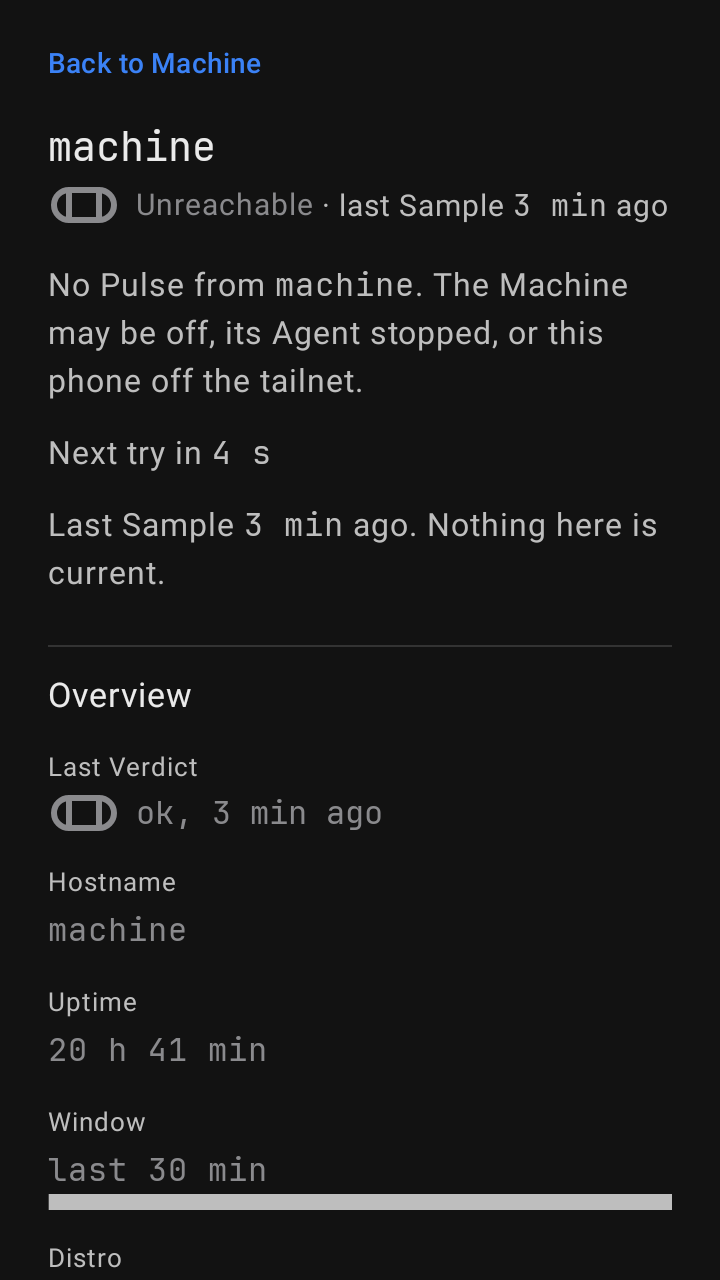 Back to Machine
machine
Unreachable · last Sample 3 min ago
No Pulse from machine. The Machine
may be off, its Agent stopped, or this
phone off the tailnet.
Next try in 4 s
Last Sample 3 min ago. Nothing here is
current.
Overview
Last Verdict
ok, 3 min ago
Hostname
machine
Uptime
20 h 41 min
Window
last 30 min
Distro